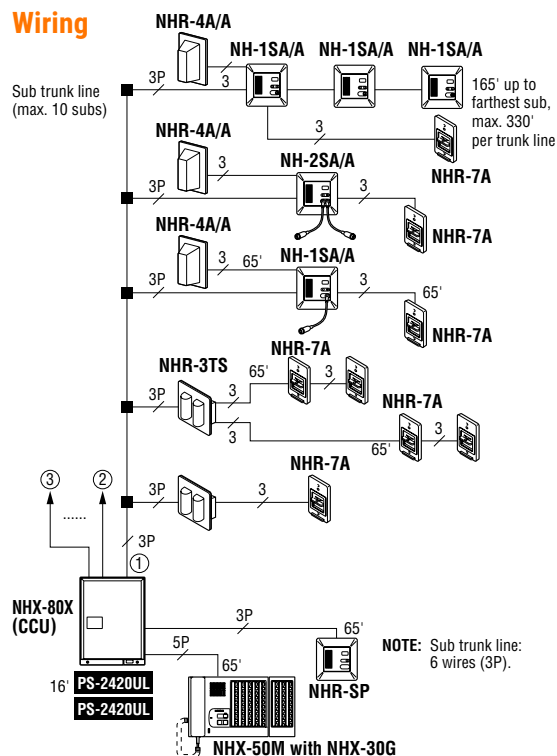 Wiring
NHR-4A/A
NH-1SA/A NH-1SA/A NH-1SA/A
Sub trunk line
(max. 10 subs)
3P
3
165' up to
farthest sub,
max. 330'
per trunk line
3
NHR-7A
NHR-4A/A
3
NH-2SA/A
3P
3
NHR-7A
NHR-4A/A
3
65'
NH-1SA/A
3P
3
65'
NHR-7A
NHR-3TS
NHR-7A
65'
3
3P
3
3
NHR-7A
65'
3
NHR-7A
3P
3
③
②
......
3P
①
NHX-80X
(CCU)
3P
65'
5P
65'
NHR-SP
NOTE: Sub trunk line:
6 wires (3P).
16'
PS-2420UL
PS-2420UL
NHX-50M with NHX-30G